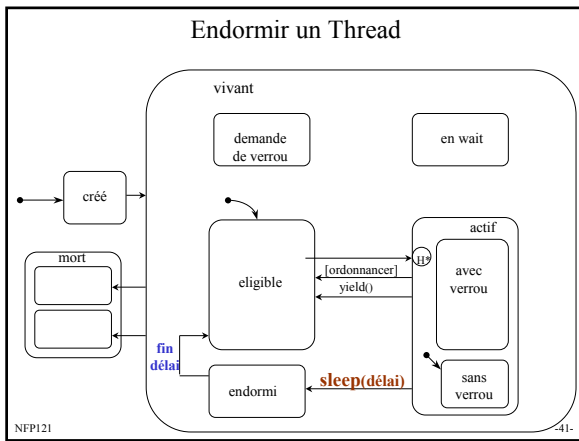 Endormir un Thread
vivant
demande
de verrou
en wait
créé
actif
H*
avec
verrou
[ordonnancer]
eligible
yield()
mort
fin
délai
sleep(délai)
endormi
sans
verrou
NFP121
-41-